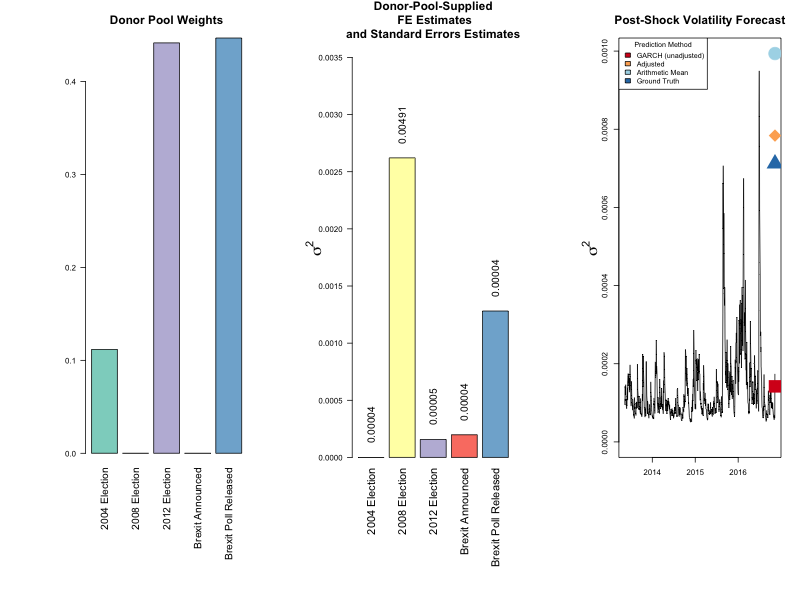 Donor Pool Weights
0.4
0.3
0.2
0.1
0.0
2004 Election
2008 Election
2012 Election
Brexit Announced
Brexit Poll Released
Donor-Pool-Supplied
FE Estimates
and Standard Errors Estimates
σ²
0.0035
0.0030
0.0025
0.0020
0.0015
0.0010
0.0005
0.0000
0.00004
0.00491
0.00005
0.00004
0.00004
2004 Election
2008 Election
2012 Election
Brexit Announced
Brexit Poll Released
Post-Shock Volatility Forecast
σ²
0.0010
0.0008
0.0006
0.0004
0.0002
0.0000
Prediction Method
GARCH (unadjusted)
Adjusted
Arithmetic Mean
Ground Truth
2014 2015 2016